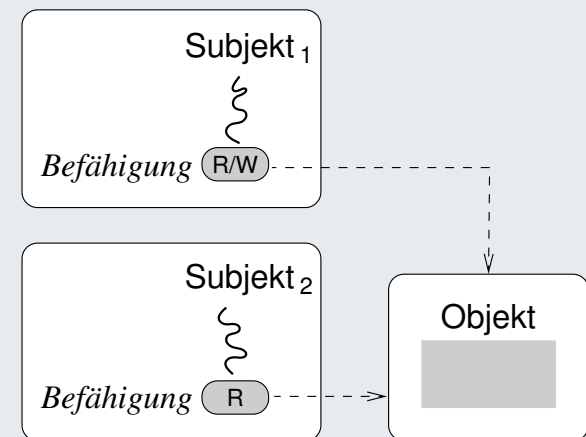 Subjekt 1
Befähigung R/W
Subjekt 2
Objekt
Befähigung R